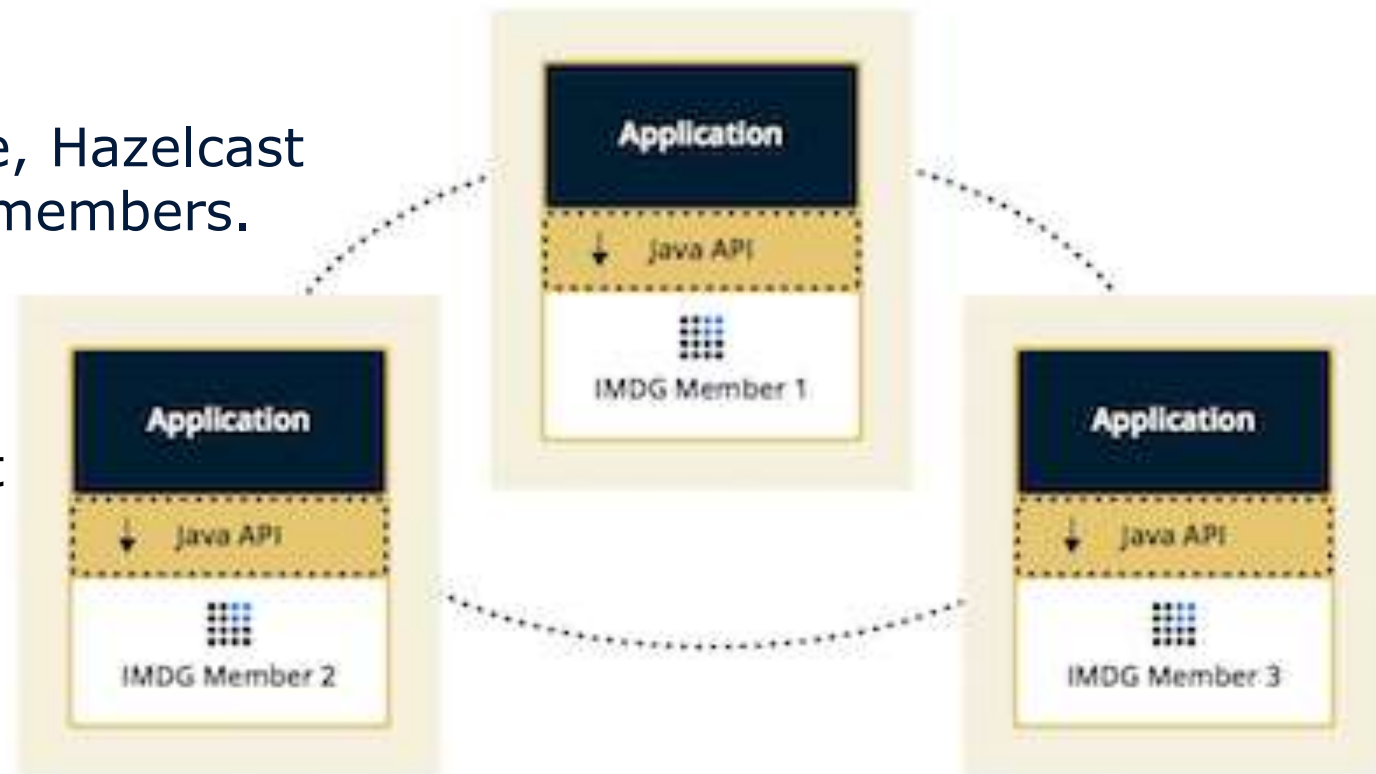 e, Hazelcast
members.
t
Application
Java API
IMDG Member 1
Application
Java API
IMDG Member 2
Application
Java API
IMDG Member 3